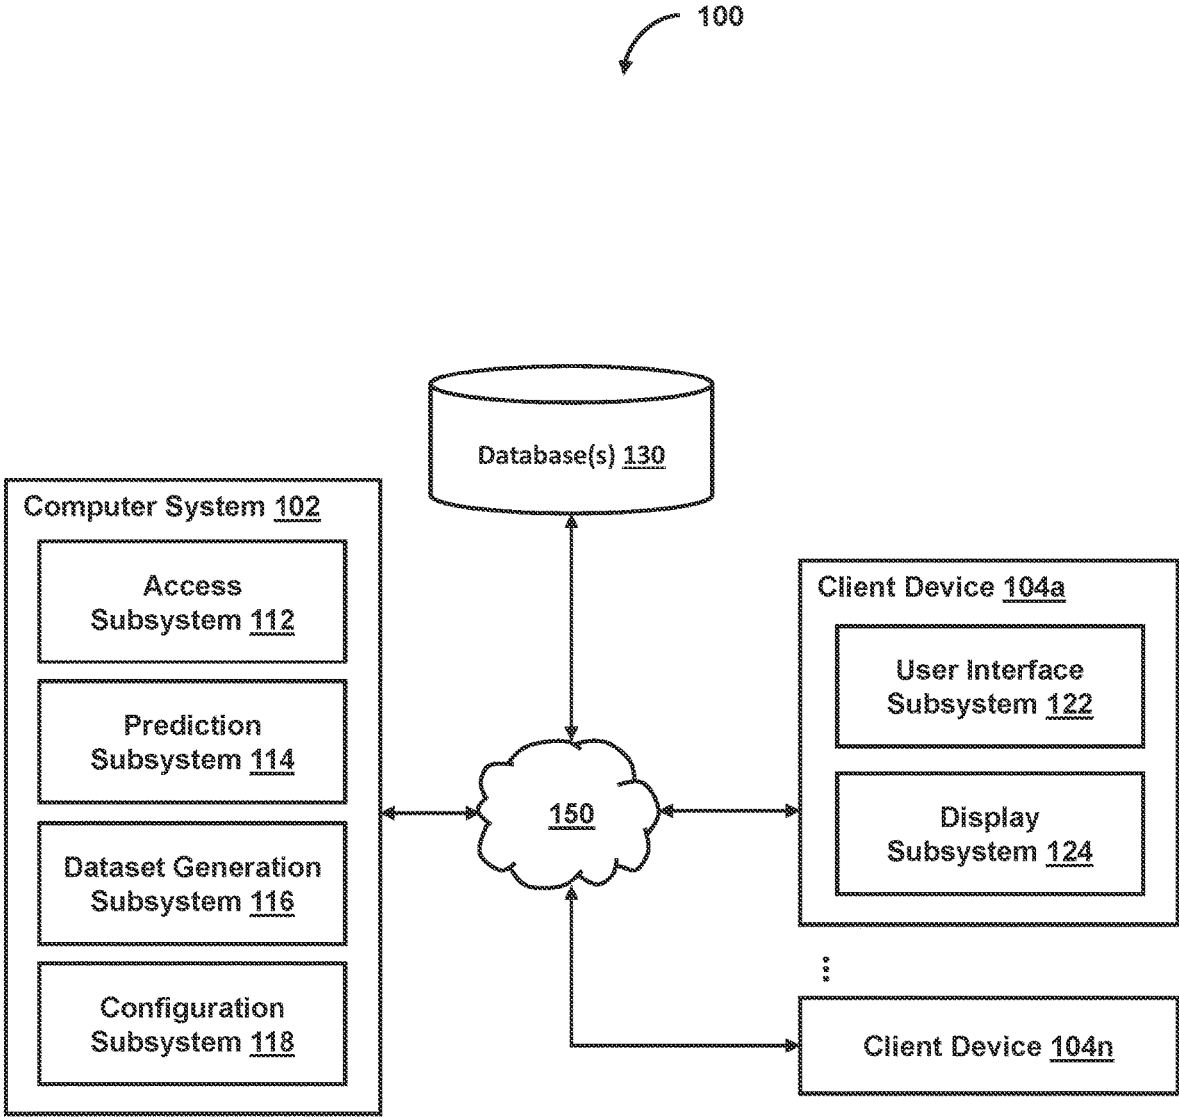 100
Database(s) 130
Computer System 102
Access
Subsystem 112
Prediction
Subsystem 114
Dataset Generation
Subsystem 116
Configuration
Subsystem 118
150
Client Device 104a
User Interface
Subsystem 122
Display
Subsystem 124
...
Client Device 104n